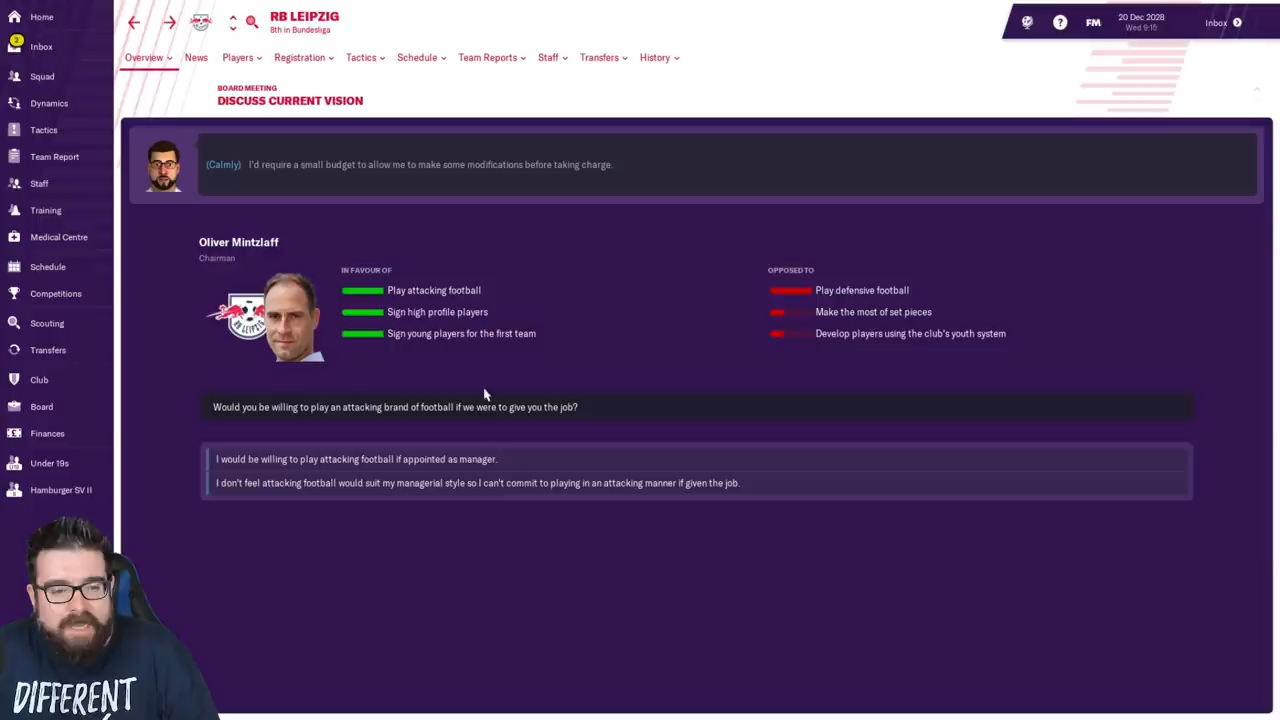 Home
2
Inbox
Squad
Dynamics
Tactics
Team Report
Staff
Training
Medical Centre
Schedule
Competitions
Scouting
Transfers
Club
Board
Finances
Under 19s
Hamburger SV II
RB LEIPZIG
8th in Bundesliga
?
FM
20 Dec 2028
Wed 9:15
Inbox
Overview
News
Players
Registration
Tactics
Schedule
Team Reports
Staff
Transfers
History
BOARD MEETING
DISCUSS CURRENT VISION
(Calmly) I'd require a small budget to allow me to make some modifications before taking charge.
Oliver Mintzlaff
Chairman
RB LEIPZIG
IN FAVOUR OF
Play attacking football
Sign high profile players
Sign young players for the first team
OPPOSED TO
Play defensive football
Make the most of set pieces
Develop players using the club's youth system
Would you be willing to play an attacking brand of football if we were to give you the job?
I would be willing to play attacking football if appointed as manager.
I don't feel attacking football would suit my managerial style so I can't commit to playing in an attacking manner if given the job.
DIFFERENT